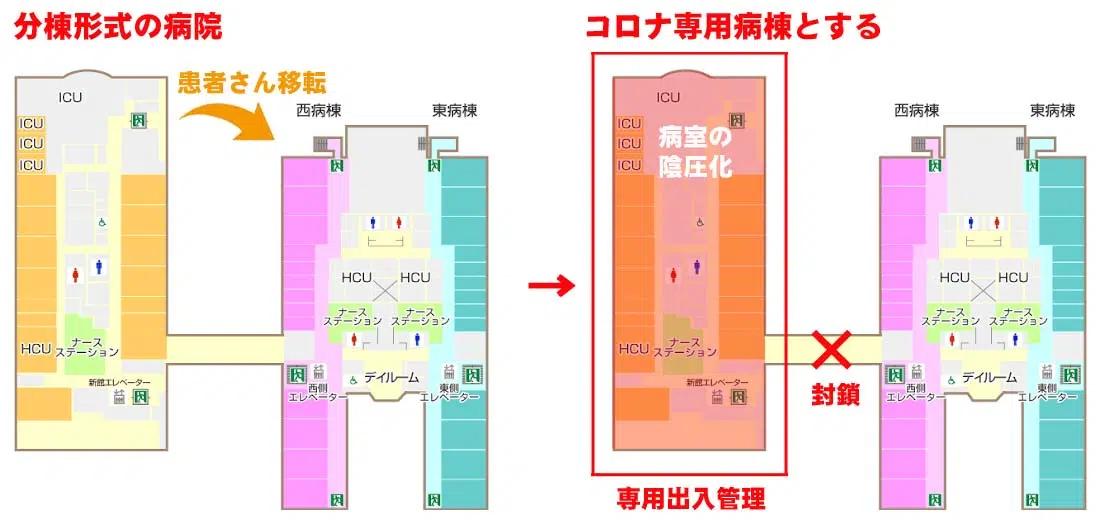 分棟形式の病院
患者さん移転
ICU
ICU
ICU
ICU
HCU
ナース
ステーション
新館エレベーター
西病棟
東病棟
HCU
HCU
ナース
ステーション
ナース
ステーション
デイルーム
西側
エレベーター
東側
エレベーター
コロナ専用病棟とする
ICU
ICU
ICU
ICU
病室の
陰圧化
HCU
ナース
ステーション
新館エレベーター
専用出入管理
封鎖
西病棟
東病棟
HCU
HCU
ナース
ステーション
ナース
ステーション
デイルーム
西側
エレベーター
東側
エレベーター